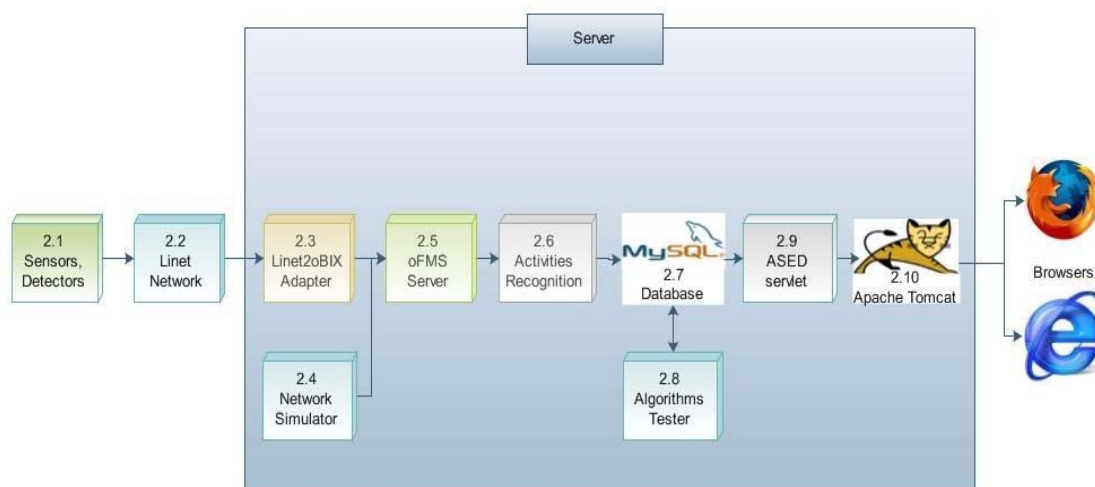 Server
2.1
Sensors,
Detectors
2.2
Linet
Network
2.3
Linet2oBIX
Adapter
2.4
Network
Simulator
2.5
oFMS
Server
2.6
Activities
Recognition
MySQL
2.7
Database
2.8
Algorithms
Tester
2.9
ASED
servlet
2.10
Apache Tomcat
Browsers